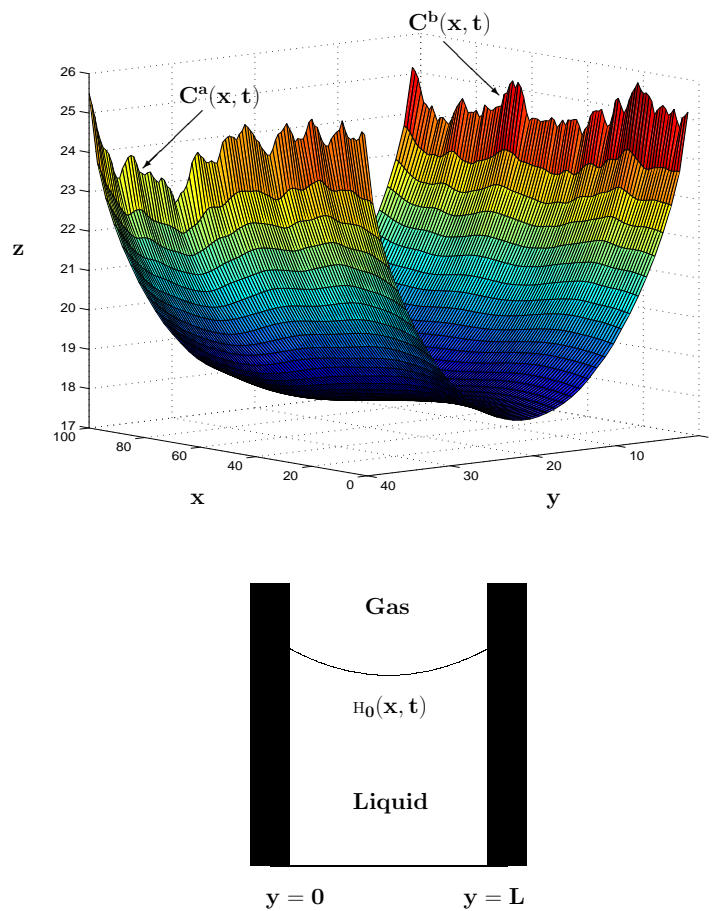 C^b(x, t)
C^a(x, t)
26
25
24
23
22
21
20
19
18
17
z
100
80
60
40
20
0
x
40
30
20
10
y
Gas
H_0(x, t)
Liquid
y = 0
y = L